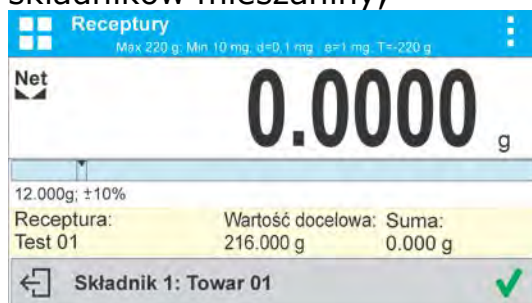 składników mieszaniny)
Receptury
Max 220 g: Min 10 mg: d=0,1 mg e=1 mg: T=-220 g
Net
0.0000 g
12.000g; ±10%
Receptura: Wartość docelowa: Suma:
Test 01 216.000 g 0.000 g
Składnik 1: Towar 01